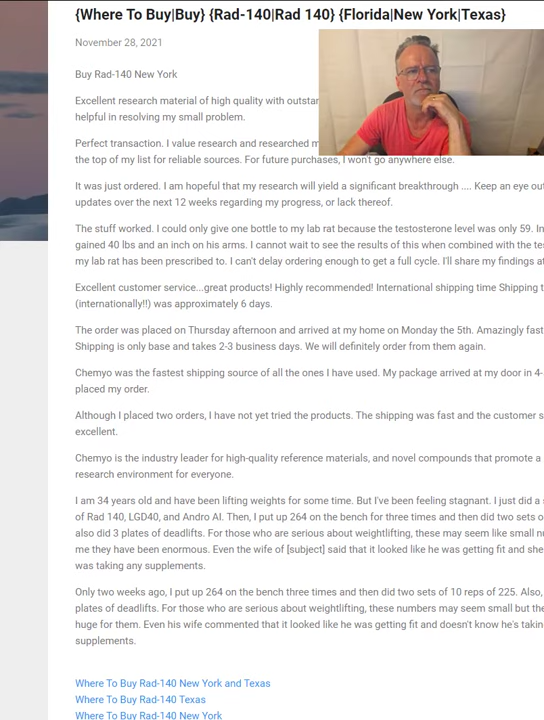 {Where To Buy|Buy} {Rad-140|Rad 140} {Florida|New York|Texas}
November 28, 2021
Buy Rad-140 New York
Excellent research material of high quality with outstar
helpful in resolving my small problem.
Perfect transaction. I value research and researched m
the top of my list for reliable sources. For future purchases, I won't go anywhere else.
It was just ordered. I am hopeful that my research will yield a significant breakthrough .... Keep an eye out
updates over the next 12 weeks regarding my progress, or lack thereof.
The stuff worked. I could only give one bottle to my lab rat because the testosterone level was only 59. In
gained 40 lbs and an inch on his arms. I cannot wait to see the results of this when combined with the te
my lab rat has been prescribed to. I can't delay ordering enough to get a full cycle. I'll share my findings a
Excellent customer service...great products! Highly recommended! International shipping time Shipping t
(internationally!!) was approximately 6 days.
The order was placed on Thursday afternoon and arrived at my home on Monday the 5th. Amazingly fast
Shipping is only base and takes 2-3 business days. We will definitely order from them again.
Chemyo was the fastest shipping source of all the ones I have used. My package arrived at my door in 4-
placed my order.
Although I placed two orders, I have not yet tried the products. The shipping was fast and the customer s
excellent.
Chemyo is the industry leader for high-quality reference materials, and novel compounds that promote a
research environment for everyone.
I am 34 years old and have been lifting weights for some time. But I've been feeling stagnant. I just did a
of Rad 140, LGD40, and Andro AI. Then, I put up 264 on the bench for three times and then did two sets o
also did 3 plates of deadlifts. For those who are serious about weightlifting, these may seem like small n
me they have been enormous. Even the wife of [subject] said that it looked like he was getting fit and she
was taking any supplements.
Only two weeks ago, I put up 264 on the bench three times and then did two sets of 10 reps of 225. Also,
plates of deadlifts. For those who are serious about weightlifting, these numbers may seem small but the
huge for them. Even his wife commented that it looked like he was getting fit and doesn't know he's takin
supplements.
Where To Buy Rad-140 New York and Texas
Where To Buy Rad-140 Texas
Where To Buy Rad-140 New York